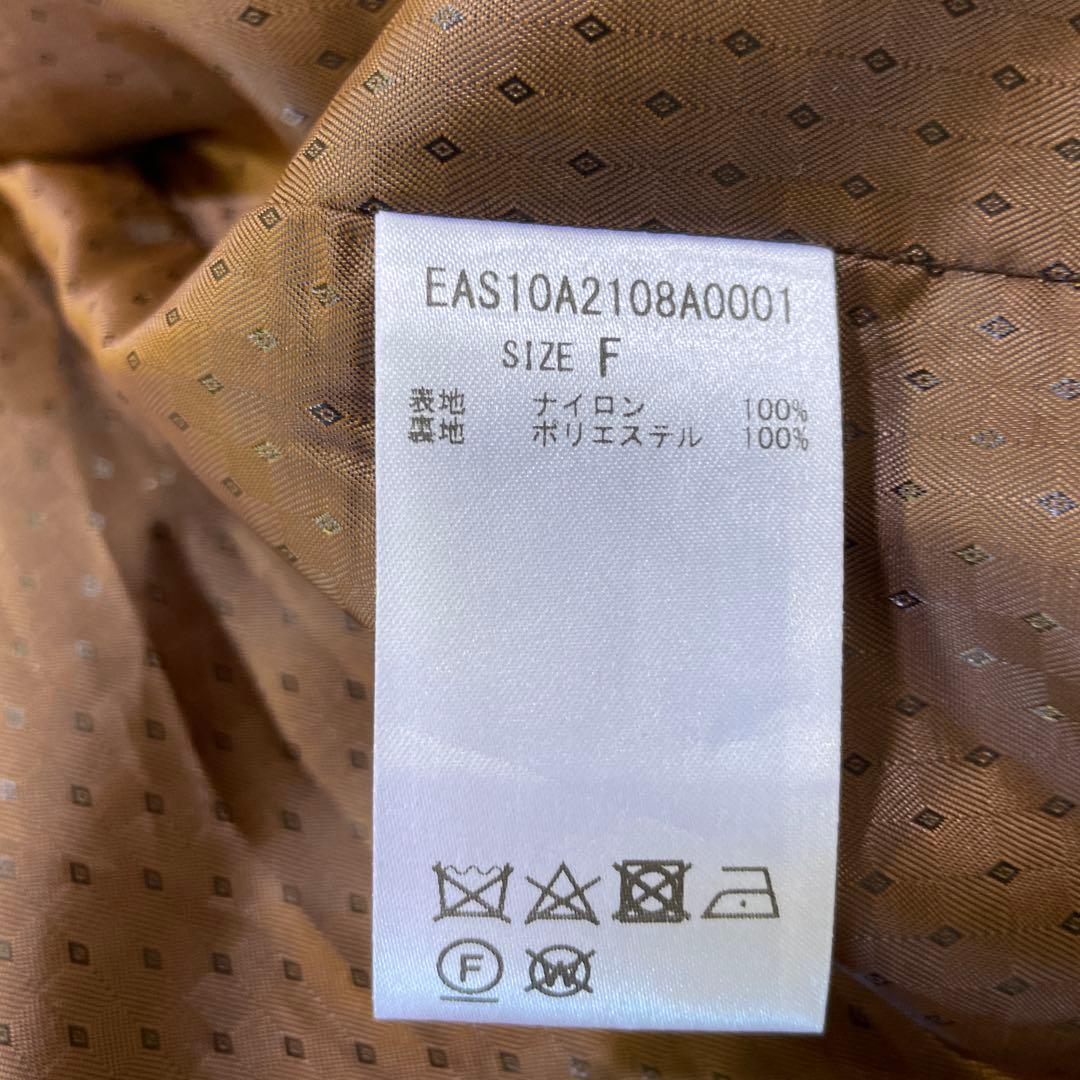 EAS10A2108A0001
SIZE F
表地 ナイロン 100%
裏地 ポリエステル 100%
F
W